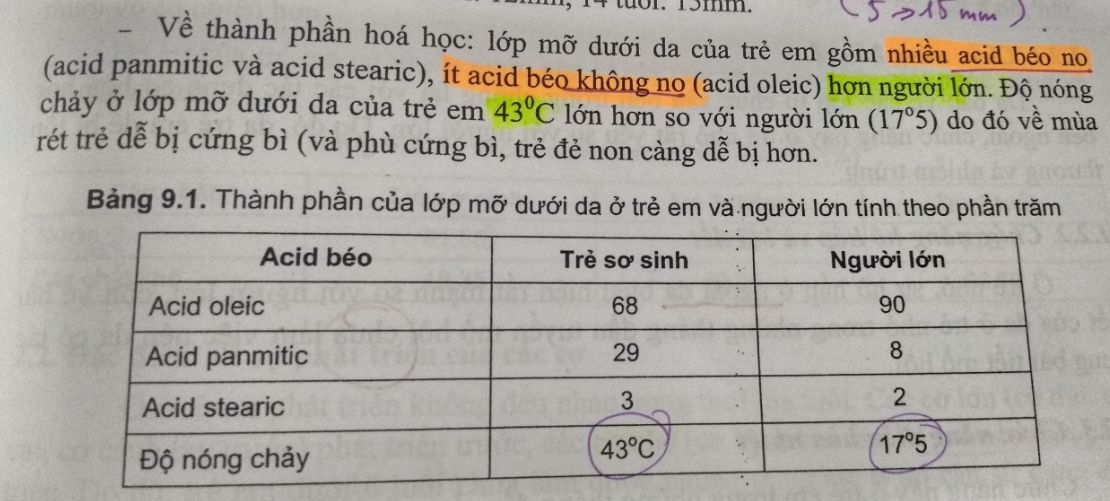 14 tuổi: 15mm.
(5 → 15 mm)
- Về thành phần hoá học: lớp mỡ dưới da của trẻ em gồm nhiều acid béo no
(acid panmitic và acid stearic), ít acid béo không no (acid oleic) hơn người lớn. Độ nóng
chảy ở lớp mỡ dưới da của trẻ em 43⁰C lớn hơn so với người lớn (17°5) do đó về mùa
rét trẻ dễ bị cứng bì (và phù cứng bì, trẻ đẻ non càng dễ bị hơn.
Bảng 9.1. Thành phần của lớp mỡ dưới da ở trẻ em và người lớn tính theo phần trăm
Acid béo Trẻ sơ sinh Người lớn
Acid oleic 68 90
Acid panmitic 29 8
Acid stearic 3 2
Độ nóng chảy 43°C 17°5